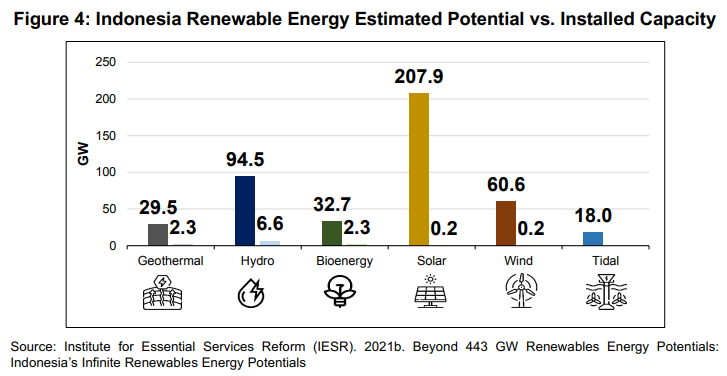 Figure 4: Indonesia Renewable Energy Estimated Potential vs. Installed Capacity
250
200
150
100
50
0
GW
29.5
2.3
94.5
6.6
32.7
2.3
207.9
0.2
60.6
0.2
18.0
Geothermal
Hydro
Bioenergy
Solar
Wind
Tidal
Source: Institute for Essential Services Reform (IESR). 2021b. Beyond 443 GW Renewables Energy Potentials:
Indonesia’s Infinite Renewables Energy Potentials